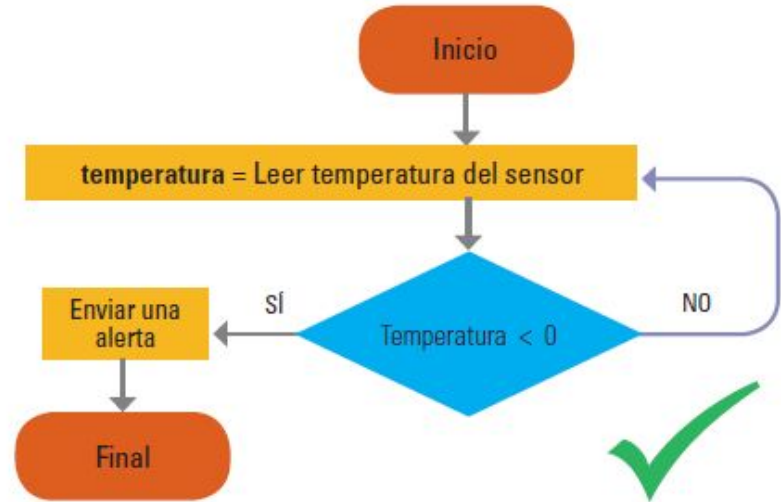 Inicio
temperatura = Leer temperatura del sensor
Enviar una
alerta
SÍ
Temperatura < 0
NO
Final